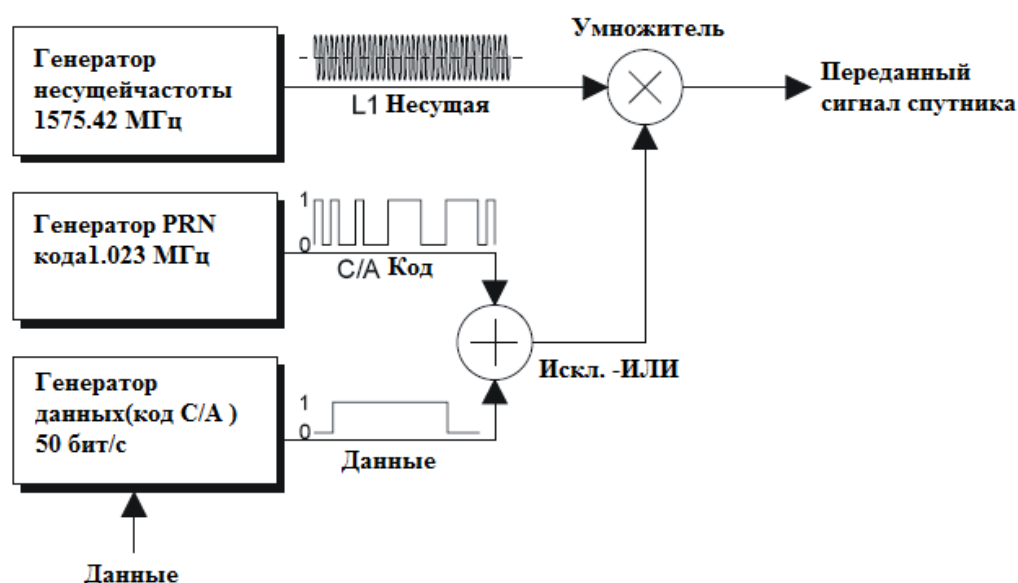 Умножитель
Генератор
несущейчастоты
1575.42 МГц
L1 Несущая
Переданный
сигнал спутника
Генератор PRN
кода1.023 МГц
1
0
C/A Код
Искл. -ИЛИ
Генератор
данных(код C/A )
50 бит/с
1
0
Данные
Данные